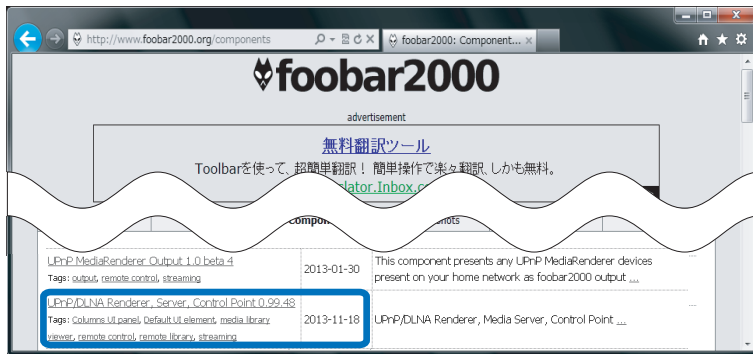 http://www.foobar2000.org/components
foobar2000: Component...
foobar2000
advertisement
無料翻訳ツール
Toolbarを使って、超簡単翻訳！ 簡単操作で楽々翻訳、しかも無料。
UPnP MediaRenderer Output 1.0 beta 4
Tags: output, remote control, streaming
2013-01-30
This component presents any UPnP MediaRenderer devices
present on your home network as foobar2000 output ...
UPnP/DLNA Renderer, Server, Control Point 0.99.48
Tags: Columns UI panel, Default UI element, media library
viewer, remote control, remote library, streaming
2013-11-18
UPnP/DLNA Renderer, Media Server, Control Point ...